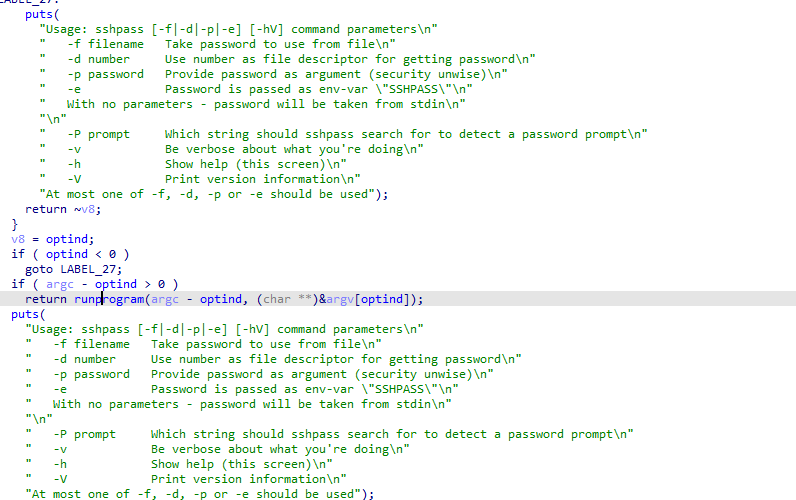 LABEL_27:
puts(
"Usage: sshpass [-f|-d|-p|-e] [-hV] command parameters\n"
"   -f filename   Take password to use from file\n"
"   -d number     Use number as file descriptor for getting password\n"
"   -p password   Provide password as argument (security unwise)\n"
"   -e            Password is passed as env-var \"SSHPASS\"\n"
"   With no parameters - password will be taken from stdin\n"
"\n"
"   -P prompt     Which string should sshpass search for to detect a password prompt\n"
"   -v            Be verbose about what you're doing\n"
"   -h            Show help (this screen)\n"
"   -V            Print version information\n"
"At most one of -f, -d, -p or -e should be used");
return ~v8;
}
v8 = optind;
if ( optind < 0 )
goto LABEL_27;
if ( argc - optind > 0 )
return runprogram(argc - optind, (char **)&argv[optind]);
puts(
"Usage: sshpass [-f|-d|-p|-e] [-hV] command parameters\n"
"   -f filename   Take password to use from file\n"
"   -d number     Use number as file descriptor for getting password\n"
"   -p password   Provide password as argument (security unwise)\n"
"   -e            Password is passed as env-var \"SSHPASS\"\n"
"   With no parameters - password will be taken from stdin\n"
"\n"
"   -P prompt     Which string should sshpass search for to detect a password prompt\n"
"   -v            Be verbose about what you're doing\n"
"   -h            Show help (this screen)\n"
"   -V            Print version information\n"
"At most one of -f, -d, -p or -e should be used");